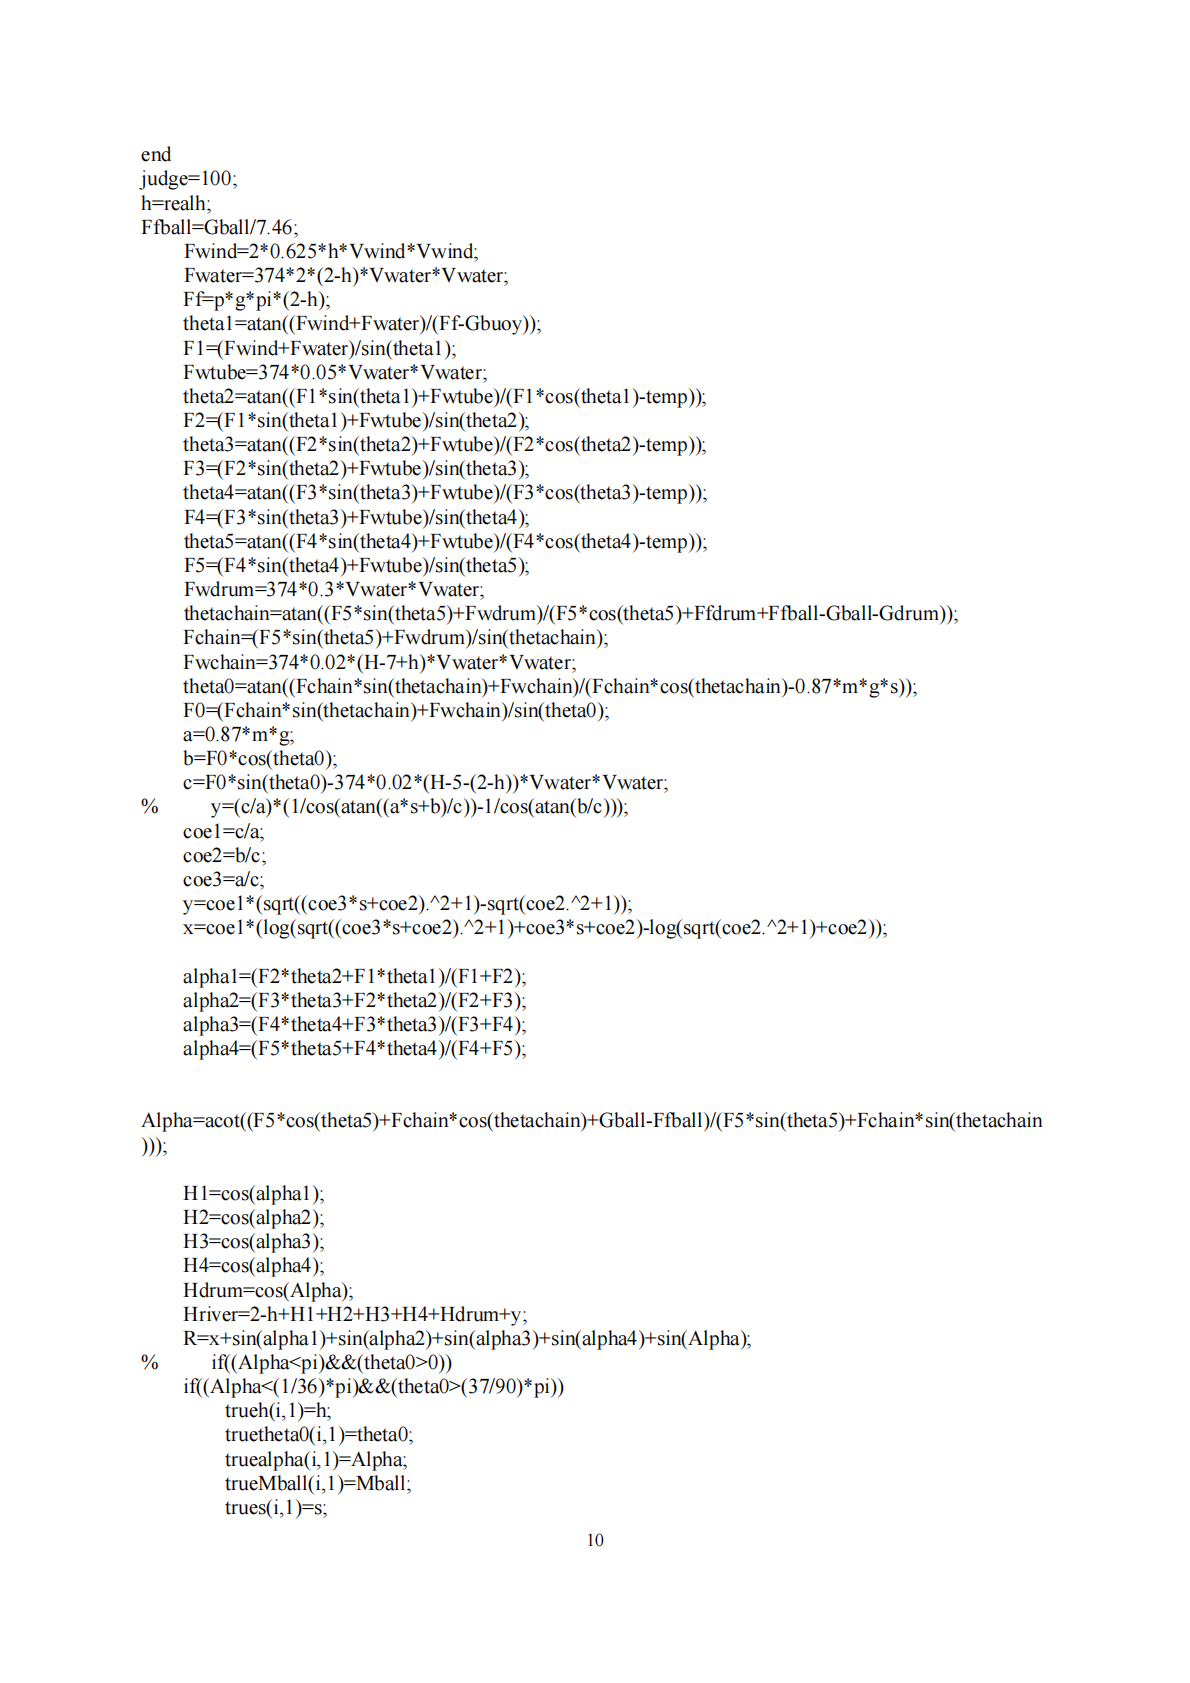 end
judge=100;
h=realh;
Ffball=Gball/7.46;
Fwind=2*0.625*h*Vwind*Vwind;
Fwater=374*2*(2-h)*Vwater*Vwater;
Ff=p*g*pi*(2-h);
theta1=atan((Fwind+Fwater)/(Ff-Gbuoy));
F1=(Fwind+Fwater)/sin(theta1);
Fwtube=374*0.05*Vwater*Vwater;
theta2=atan((F1*sin(theta1)+Fwtube)/(F1*cos(theta1)-temp));
F2=(F1*sin(theta1)+Fwtube)/sin(theta2);
theta3=atan((F2*sin(theta2)+Fwtube)/(F2*cos(theta2)-temp));
F3=(F2*sin(theta2)+Fwtube)/sin(theta3);
theta4=atan((F3*sin(theta3)+Fwtube)/(F3*cos(theta3)-temp));
F4=(F3*sin(theta3)+Fwtube)/sin(theta4);
theta5=atan((F4*sin(theta4)+Fwtube)/(F4*cos(theta4)-temp));
F5=(F4*sin(theta4)+Fwtube)/sin(theta5);
Fwdrum=374*0.3*Vwater*Vwater;
thetachain=atan((F5*sin(theta5)+Fwdrum)/(F5*cos(theta5)+Ffdrum+Ffball-Gball-Gdrum));
Fchain=(F5*sin(theta5)+Fwdrum)/sin(thetachain);
Fwchain=374*0.02*(H-7+h)*Vwater*Vwater;
theta0=atan((Fchain*sin(thetachain)+Fwchain)/(Fchain*cos(thetachain)-0.87*m*g*s));
F0=(Fchain*sin(thetachain)+Fwchain)/sin(theta0);
a=0.87*m*g;
b=F0*cos(theta0);
c=F0*sin(theta0)-374*0.02*(H-5-(2-h))*Vwater*Vwater;
% y=(c/a)*(1/cos(atan((a*s+b)/c))-1/cos(atan(b/c)));
coe1=c/a;
coe2=b/c;
coe3=a/c;
y=coe1*(sqrt((coe3*s+coe2).^2+1)-sqrt(coe2.^2+1));
x=coe1*(log(sqrt((coe3*s+coe2).^2+1)+coe3*s+coe2)-log(sqrt(coe2.^2+1)+coe2));
alpha1=(F2*theta2+F1*theta1)/(F1+F2);
alpha2=(F3*theta3+F2*theta2)/(F2+F3);
alpha3=(F4*theta4+F3*theta3)/(F3+F4);
alpha4=(F5*theta5+F4*theta4)/(F4+F5);
Alpha=acot((F5*cos(theta5)+Fchain*cos(thetachain)+Gball-Ffball)/(F5*sin(theta5)+Fchain*sin(thetachain
)));
H1=cos(alpha1);
H2=cos(alpha2);
H3=cos(alpha3);
H4=cos(alpha4);
Hdrum=cos(Alpha);
Hriver=2-h+H1+H2+H3+H4+Hdrum+y;
R=x+sin(alpha1)+sin(alpha2)+sin(alpha3)+sin(alpha4)+sin(Alpha);
% if((Alpha<pi)&&(theta0>0))
if((Alpha<(1/36)*pi)&&(theta0>(37/90)*pi))
trueh(i,1)=h;
truetheta0(i,1)=theta0;
truealpha(i,1)=Alpha;
trueMball(i,1)=Mball;
trues(i,1)=s;
10